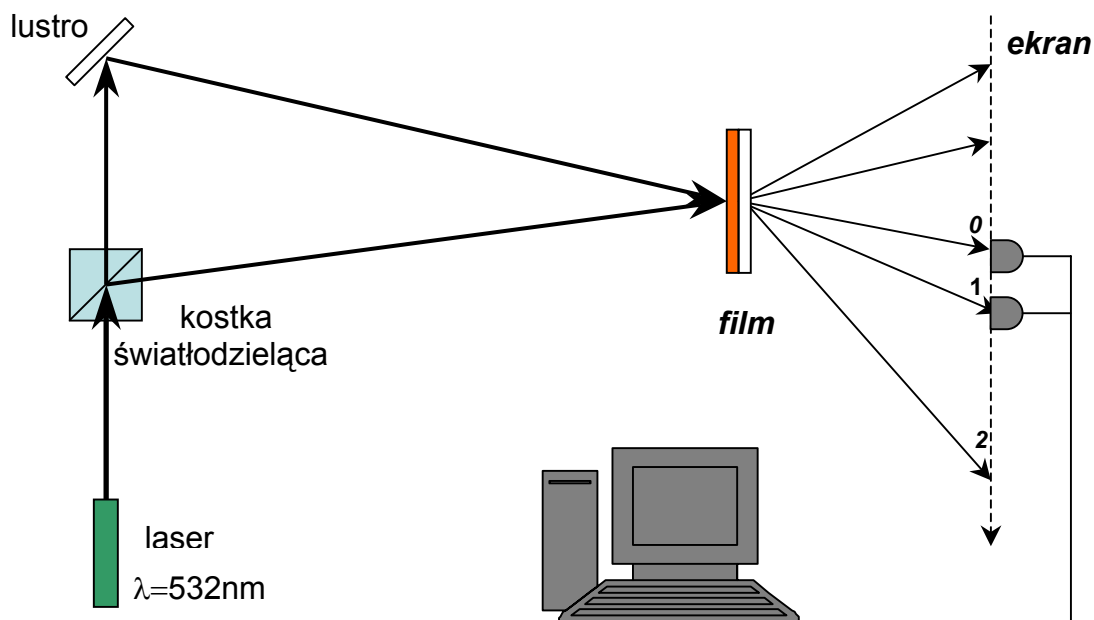 lustro
ekran
0
1
film
kostka
światłodzieląca
2
laser
λ=532nm